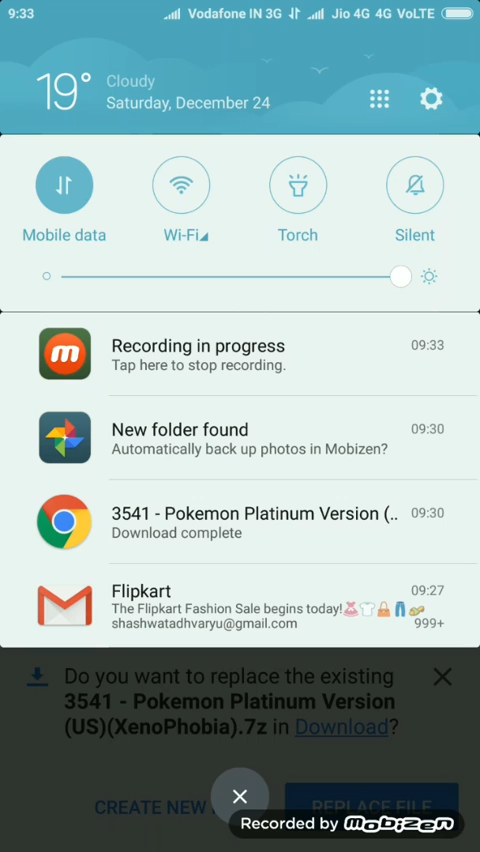 9:33 Vodafone IN 3G Jio 4G 4G VoLTE
19° Cloudy
Saturday, December 24
Mobile data Wi-Fi Torch Silent
Recording in progress 09:33
Tap here to stop recording.
New folder found 09:30
Automatically back up photos in Mobizen?
3541 - Pokemon Platinum Version (.. 09:30
Download complete
Flipkart 09:27
The Flipkart Fashion Sale begins today!👗👕👜👖👡
shashwatadhvaryu@gmail.com 999+
Do you want to replace the existing
3541 - Pokemon Platinum Version
(US)(XenoPhobia).7z in Download?
CREATE NEW REPLACE FILE
Recorded by mobizen